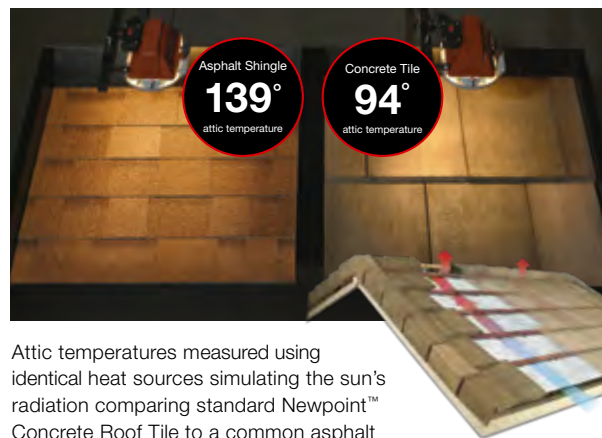 Asphalt Shingle
139°
attic temperature
Concrete Tile
94°
attic temperature
Attic temperatures measured using
identical heat sources simulating the sun's
radiation comparing standard Newpoint™
Concrete Roof Tile to a common asphalt